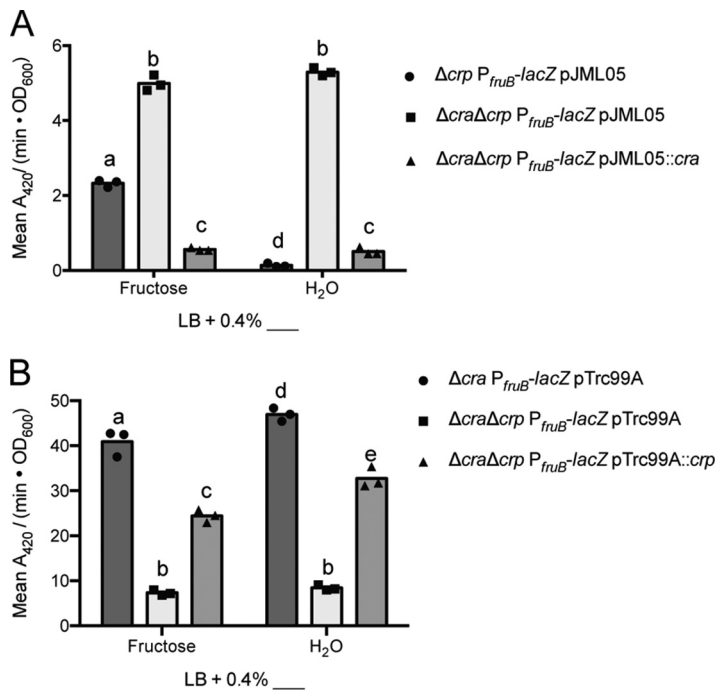 A
Mean A420/ (min • OD600)
6
4
2
0
a
b
c
d
b
c
Fructose
H2O
LB + 0.4% ___
Δcrp PfruB-lacZ pJML05
ΔcraΔcrp PfruB-lacZ pJML05
ΔcraΔcrp PfruB-lacZ pJML05::cra
B
Mean A420 / (min • OD600)
50
40
30
20
10
0
a
b
c
d
b
e
Fructose
H2O
LB + 0.4% ___
Δcra PfruB-lacZ pTrc99A
ΔcraΔcrp PfruB-lacZ pTrc99A
ΔcraΔcrp PfruB-lacZ pTrc99A::crp